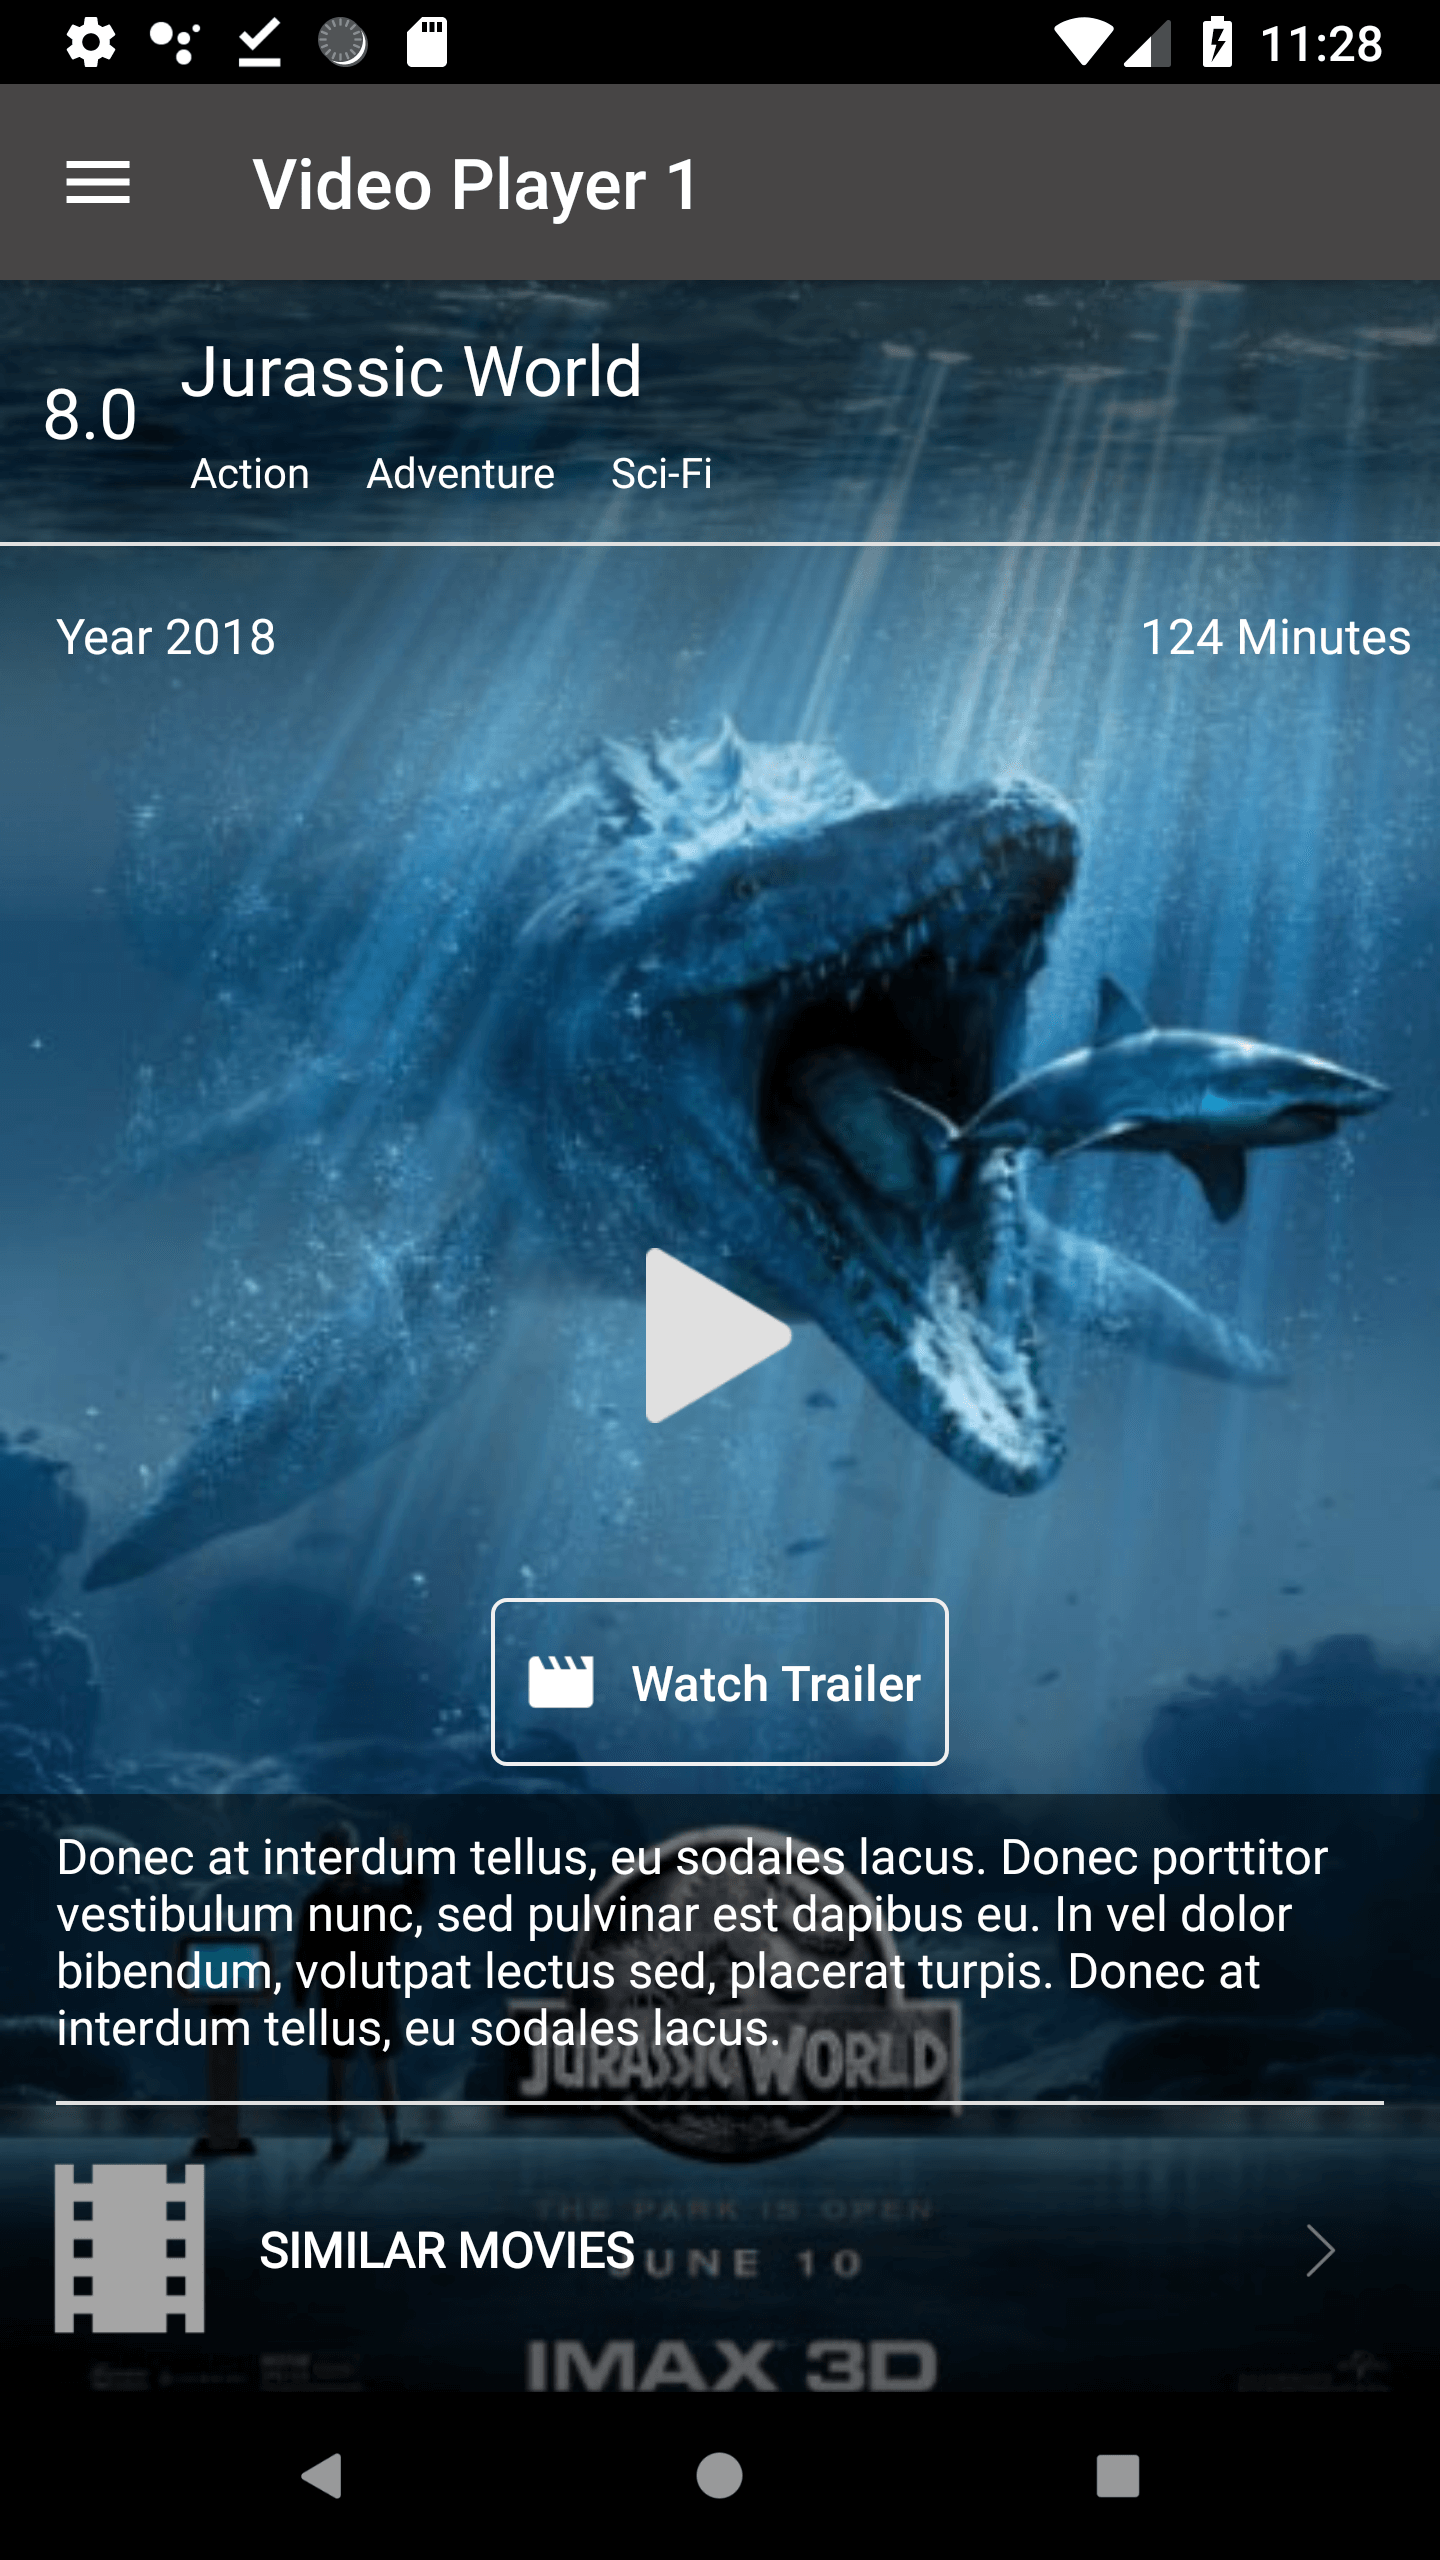 11:28
Video Player 1
Jurassic World
8.0
Action Adventure Sci-Fi
Year 2018 124 Minutes
Watch Trailer
Donec at interdum tellus, eu sodales lacus. Donec porttitor
vestibulum nunc, sed pulvinar est dapibus eu. In vel dolor
bibendum, volutpat lectus sed, placerat turpis. Donec at
interdum tellus, eu sodales lacus.
JURASSIC WORLD
THE PARK IS OPEN
SIMILAR MOVIES
JUNE 10
IMAX 3D